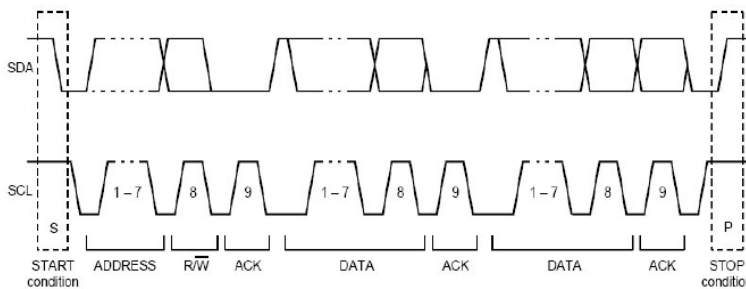 SDA
SCL
1 – 7
8
9
1 – 7
8
9
1 – 7
8
9
S
P
START
condition
ADDRESS
R/W̅
ACK
DATA
ACK
DATA
ACK
STOP
condition